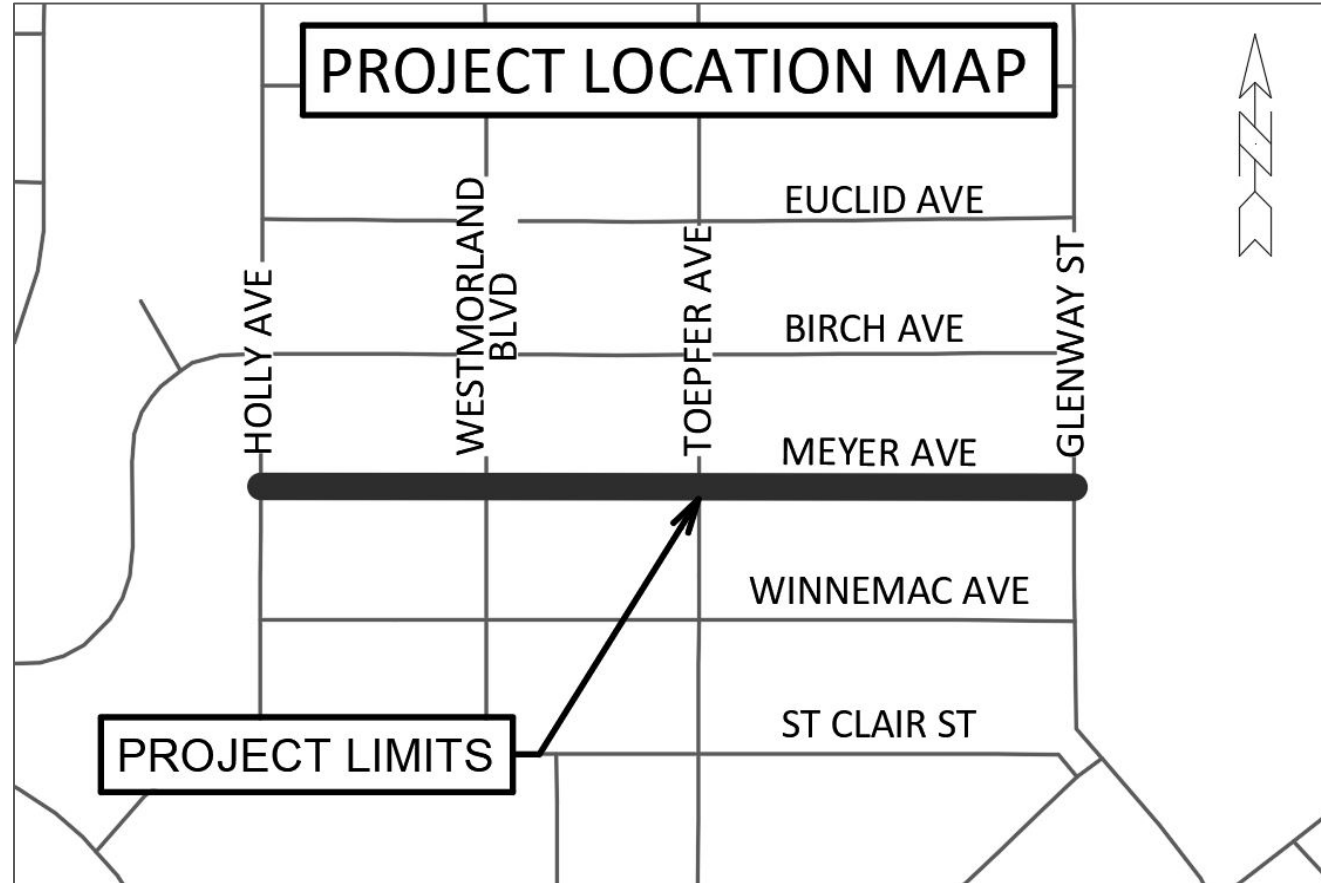 PROJECT LOCATION MAP
N
EUCLID AVE
HOLLY AVE
WESTMORLAND
BLVD
TOEPFER AVE
GLENWAY ST
BIRCH AVE
MEYER AVE
WINNEMAC AVE
ST CLAIR ST
PROJECT LIMITS